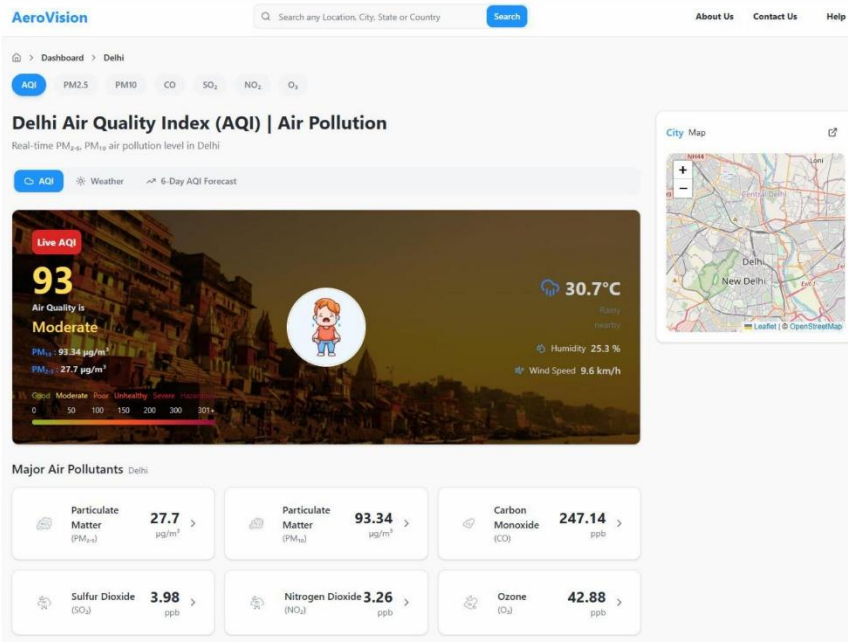 AeroVision
Search any Location, City, State or Country
Search
About Us
Contact Us
Help
> Dashboard > Delhi
AQI
PM2.5
PM10
CO
SO₂
NO₂
O₃
Delhi Air Quality Index (AQI) | Air Pollution
Real-time PM₂.₅, PM₁₀ air pollution level in Delhi
AQI
Weather
6-Day AQI Forecast
Live AQI
93
Air Quality is
Moderate
PM₁₀ : 93.34 µg/m³
PM₂.₅ : 27.7 µg/m³
Good Moderate Poor Unhealthy Severe Hazardous
0 50 100 150 200 300 301+
30.7°C
Rainy
nearby
Humidity 25.3 %
Wind Speed 9.6 km/h
City Map
+
−
NH44
Loni
Central Delhi
Delhi
New Delhi
Leaflet | © OpenStreetMap
Major Air Pollutants Delhi
Particulate
Matter
(PM₂.₅)
27.7
µg/m³
Particulate
Matter
(PM₁₀)
93.34
µg/m³
Carbon
Monoxide
(CO)
247.14
ppb
Sulfur Dioxide
(SO₂)
3.98
ppb
Nitrogen Dioxide
(NO₂)
3.26
ppb
Ozone
(O₃)
42.88
ppb